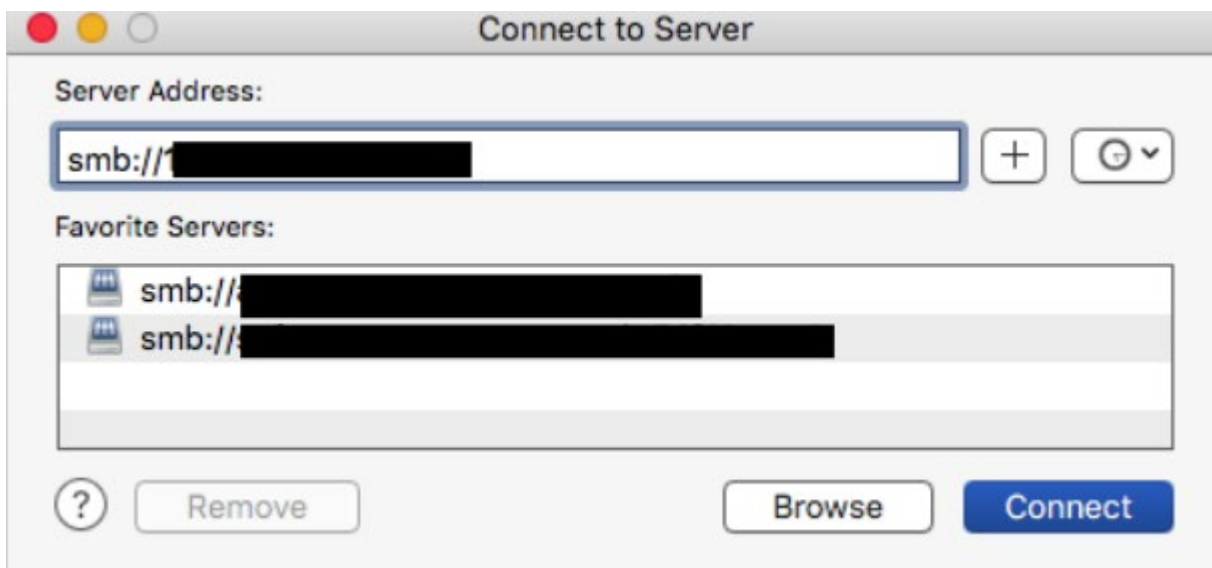 Connect to Server
Server Address:
smb://1
Favorite Servers:
smb://
smb://s
?
Remove
Browse
Connect